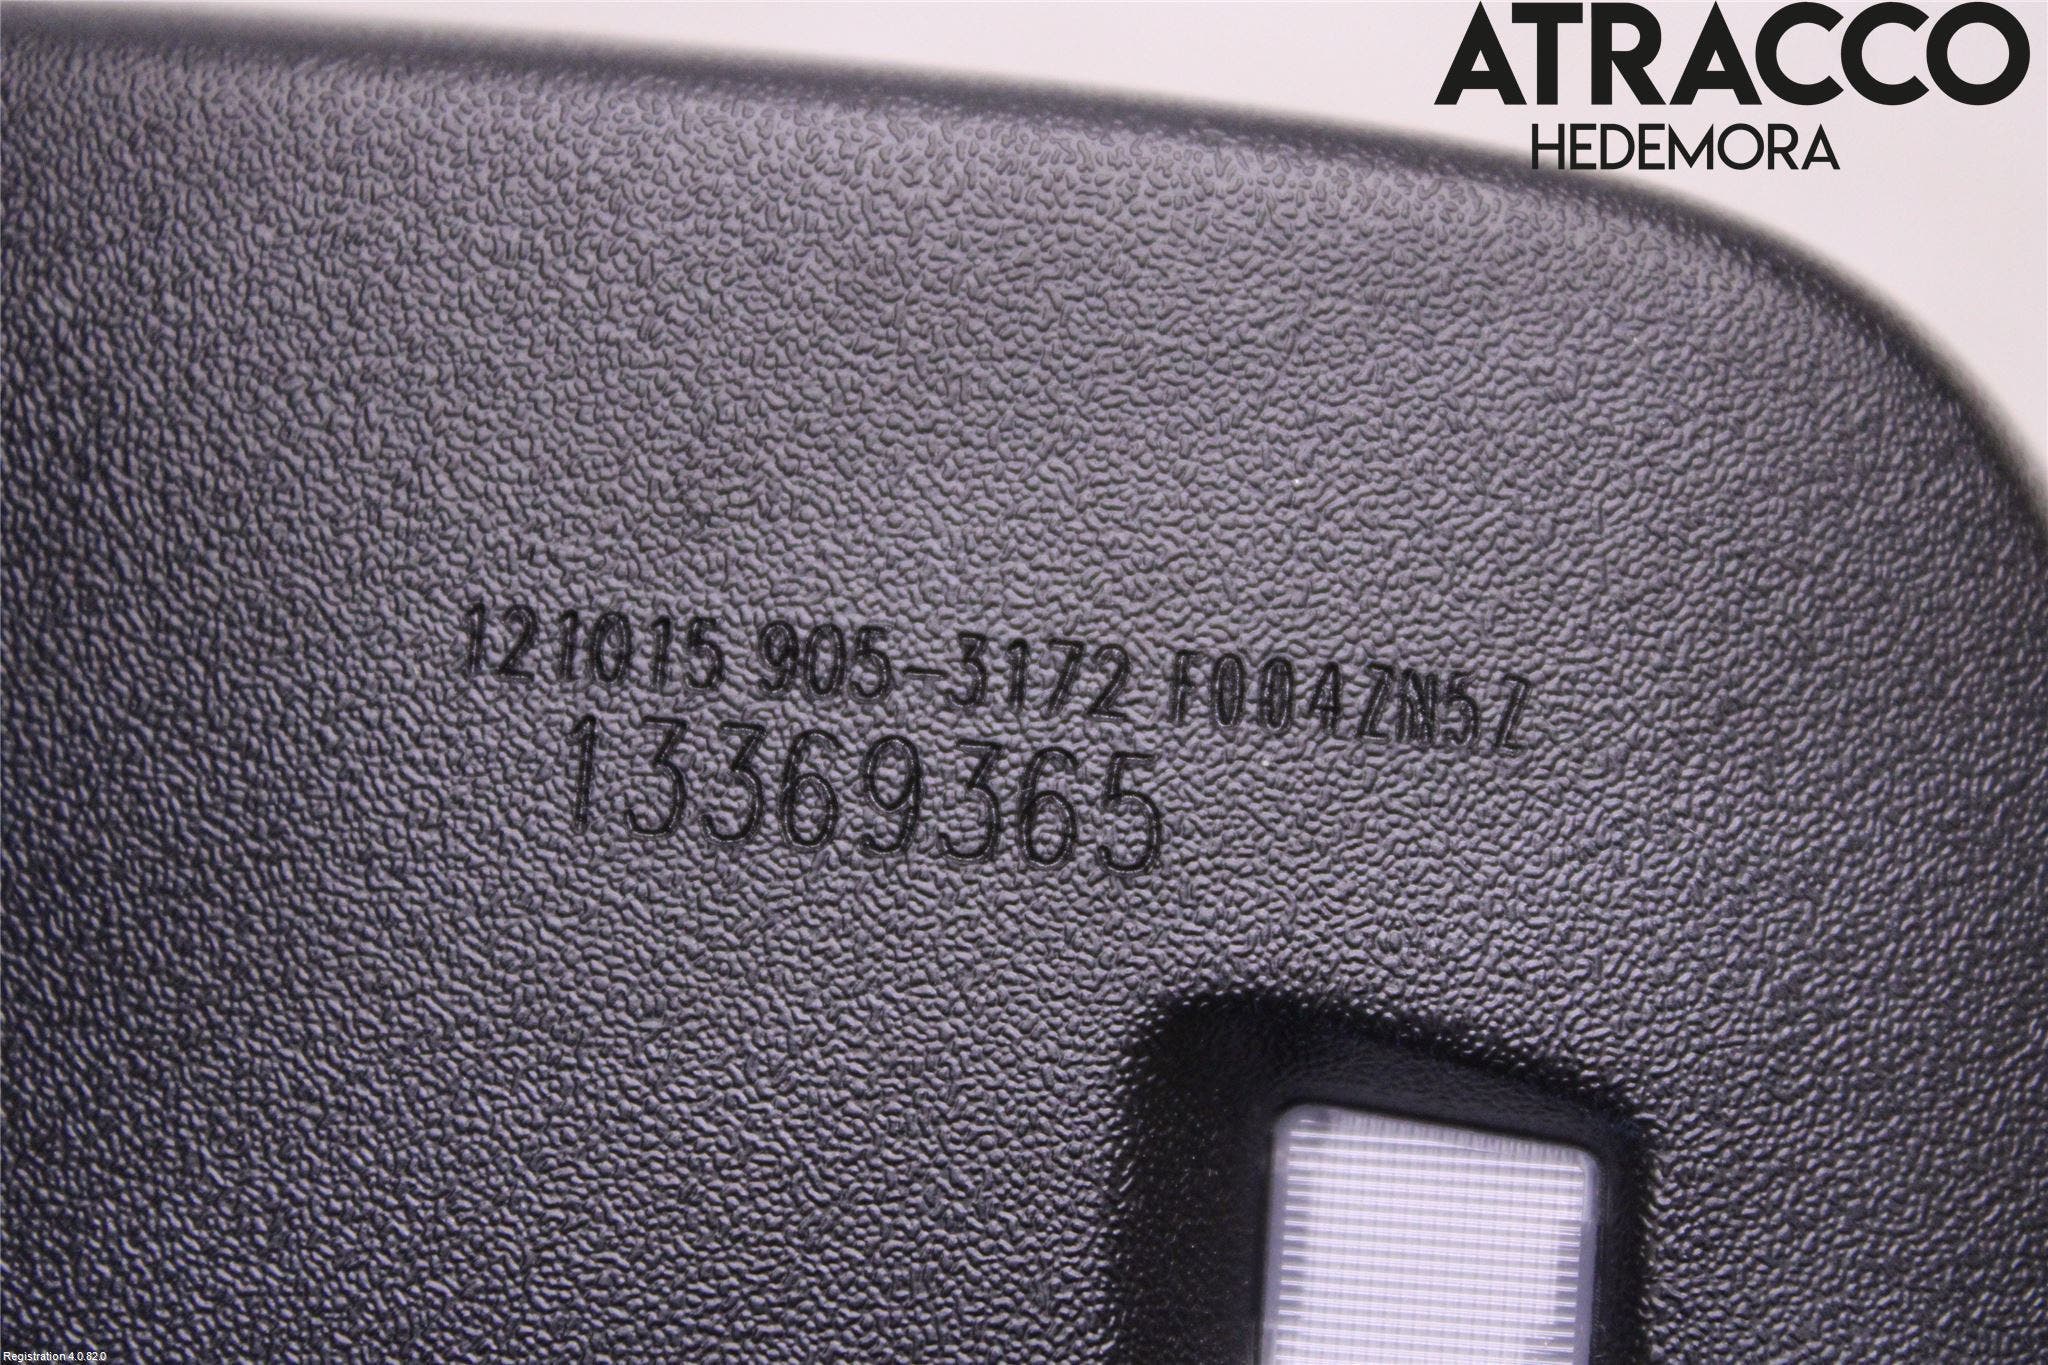 ATRACCO
HEDEMORA
121015 905-3172 F004ZN5Z
13369365
Registration 4.0.82.0